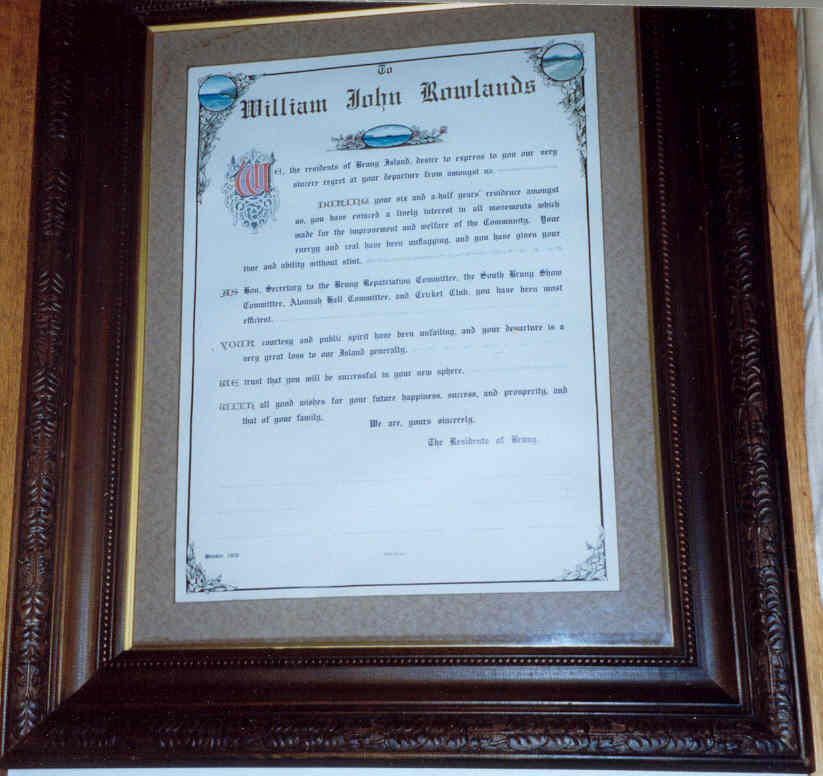 To
William John Rowlands
WE, the residents of Bruny Island, desire to express to you our very
sincere regret at your departure from amongst us.
DURING your six and a-half years' residence amongst
us, you have evinced a lively interest in all movements which
made for the improvement and welfare of the Community. Your
energy and zeal have been unflagging, and you have given your
time and ability without stint.
AS Hon. Secretary to the Bruny Repatriation Committee, the South Bruny Show
Committee, Alonnah Hall Committee, and Cricket Club, you have been most
efficient.
YOUR courtesy and public spirit have been unfailing, and your departure is a
very great loss to our Island generally.
WE trust that you will be successful in your new sphere.
WITH all good wishes for your future happiness, success, and prosperity, and
that of your family,
We are, yours sincerely,
The Residents of Bruny.